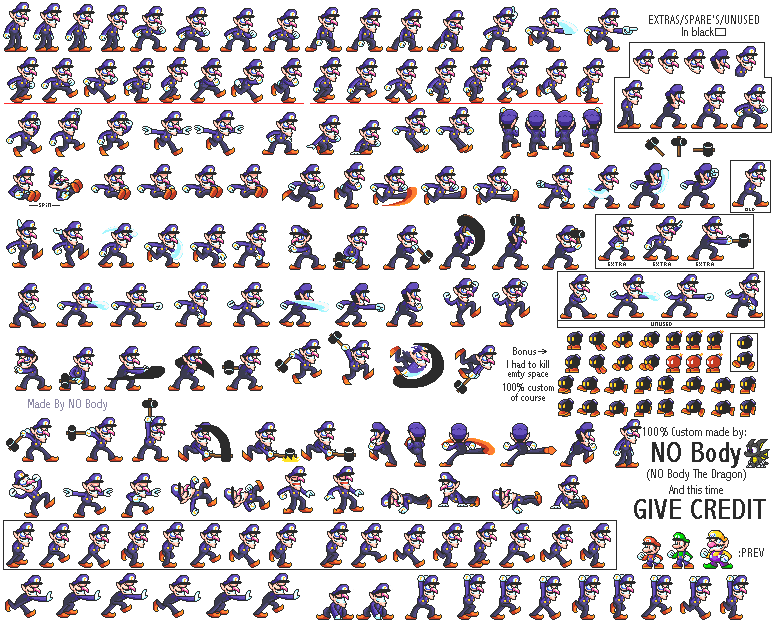 EXTRAS/SPARE'S/UNUSED
In black
SPIN
OLD
EXTRA EXTRA EXTRA
UNUSED
Bonus→
I had to kill
emty space
100% custom
of course
Made By NO Body
100% Custom made by:
NO Body
(NO Body The Dragon)
And this time
GIVE CREDIT
:PREV